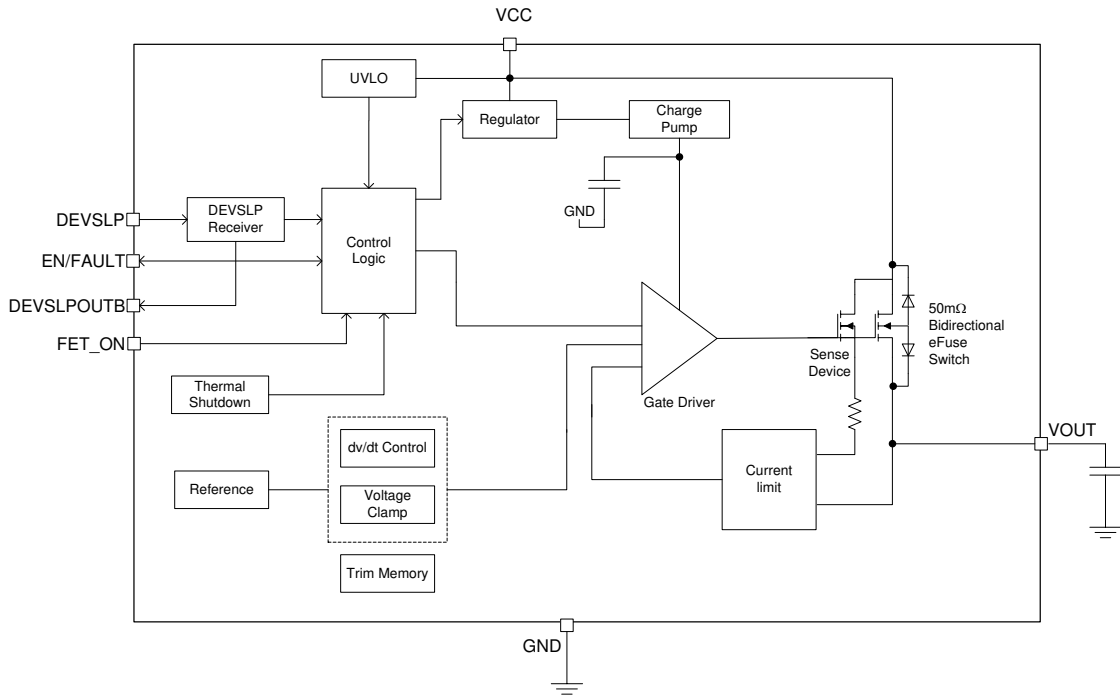 VCC
UVLO
Regulator
Charge
Pump
GND
DEVSLP
DEVSLP
Receiver
Control
Logic
EN/FAULT
DEVSLPOUTB
FET_ON
50mΩ
Bidirectional
eFuse
Switch
Sense
Device
Thermal
Shutdown
Gate Driver
dv/dt Control
VOUT
Reference
Voltage
Clamp
Current
limit
Trim Memory
GND